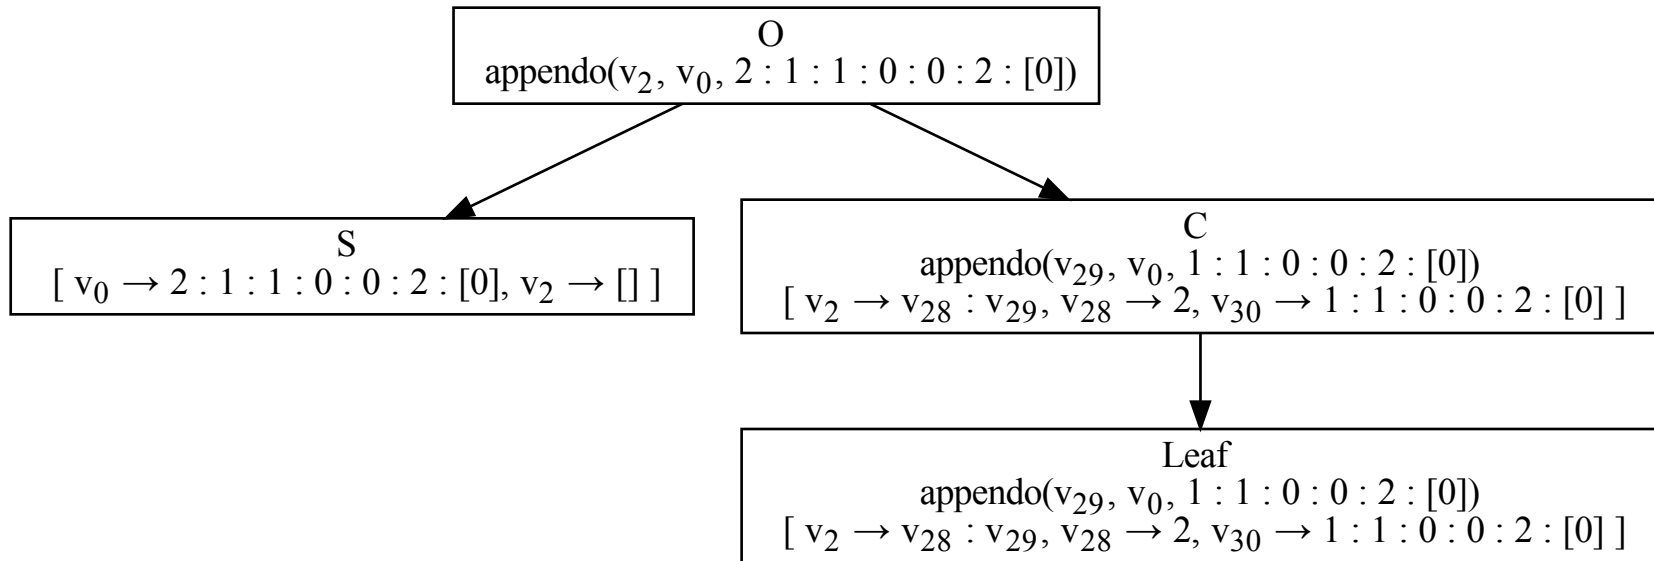 O
appendo(v₂, v₀, 2 : 1 : 1 : 0 : 0 : 2 : [0])
S
[ v₀ → 2 : 1 : 1 : 0 : 0 : 2 : [0], v₂ → [] ]
C
appendo(v₂₉, v₀, 1 : 1 : 0 : 0 : 2 : [0])
[ v₂ → v₂₈ : v₂₉, v₂₈ → 2, v₃₀ → 1 : 1 : 0 : 0 : 2 : [0] ]
Leaf
appendo(v₂₉, v₀, 1 : 1 : 0 : 0 : 2 : [0])
[ v₂ → v₂₈ : v₂₉, v₂₈ → 2, v₃₀ → 1 : 1 : 0 : 0 : 2 : [0] ]